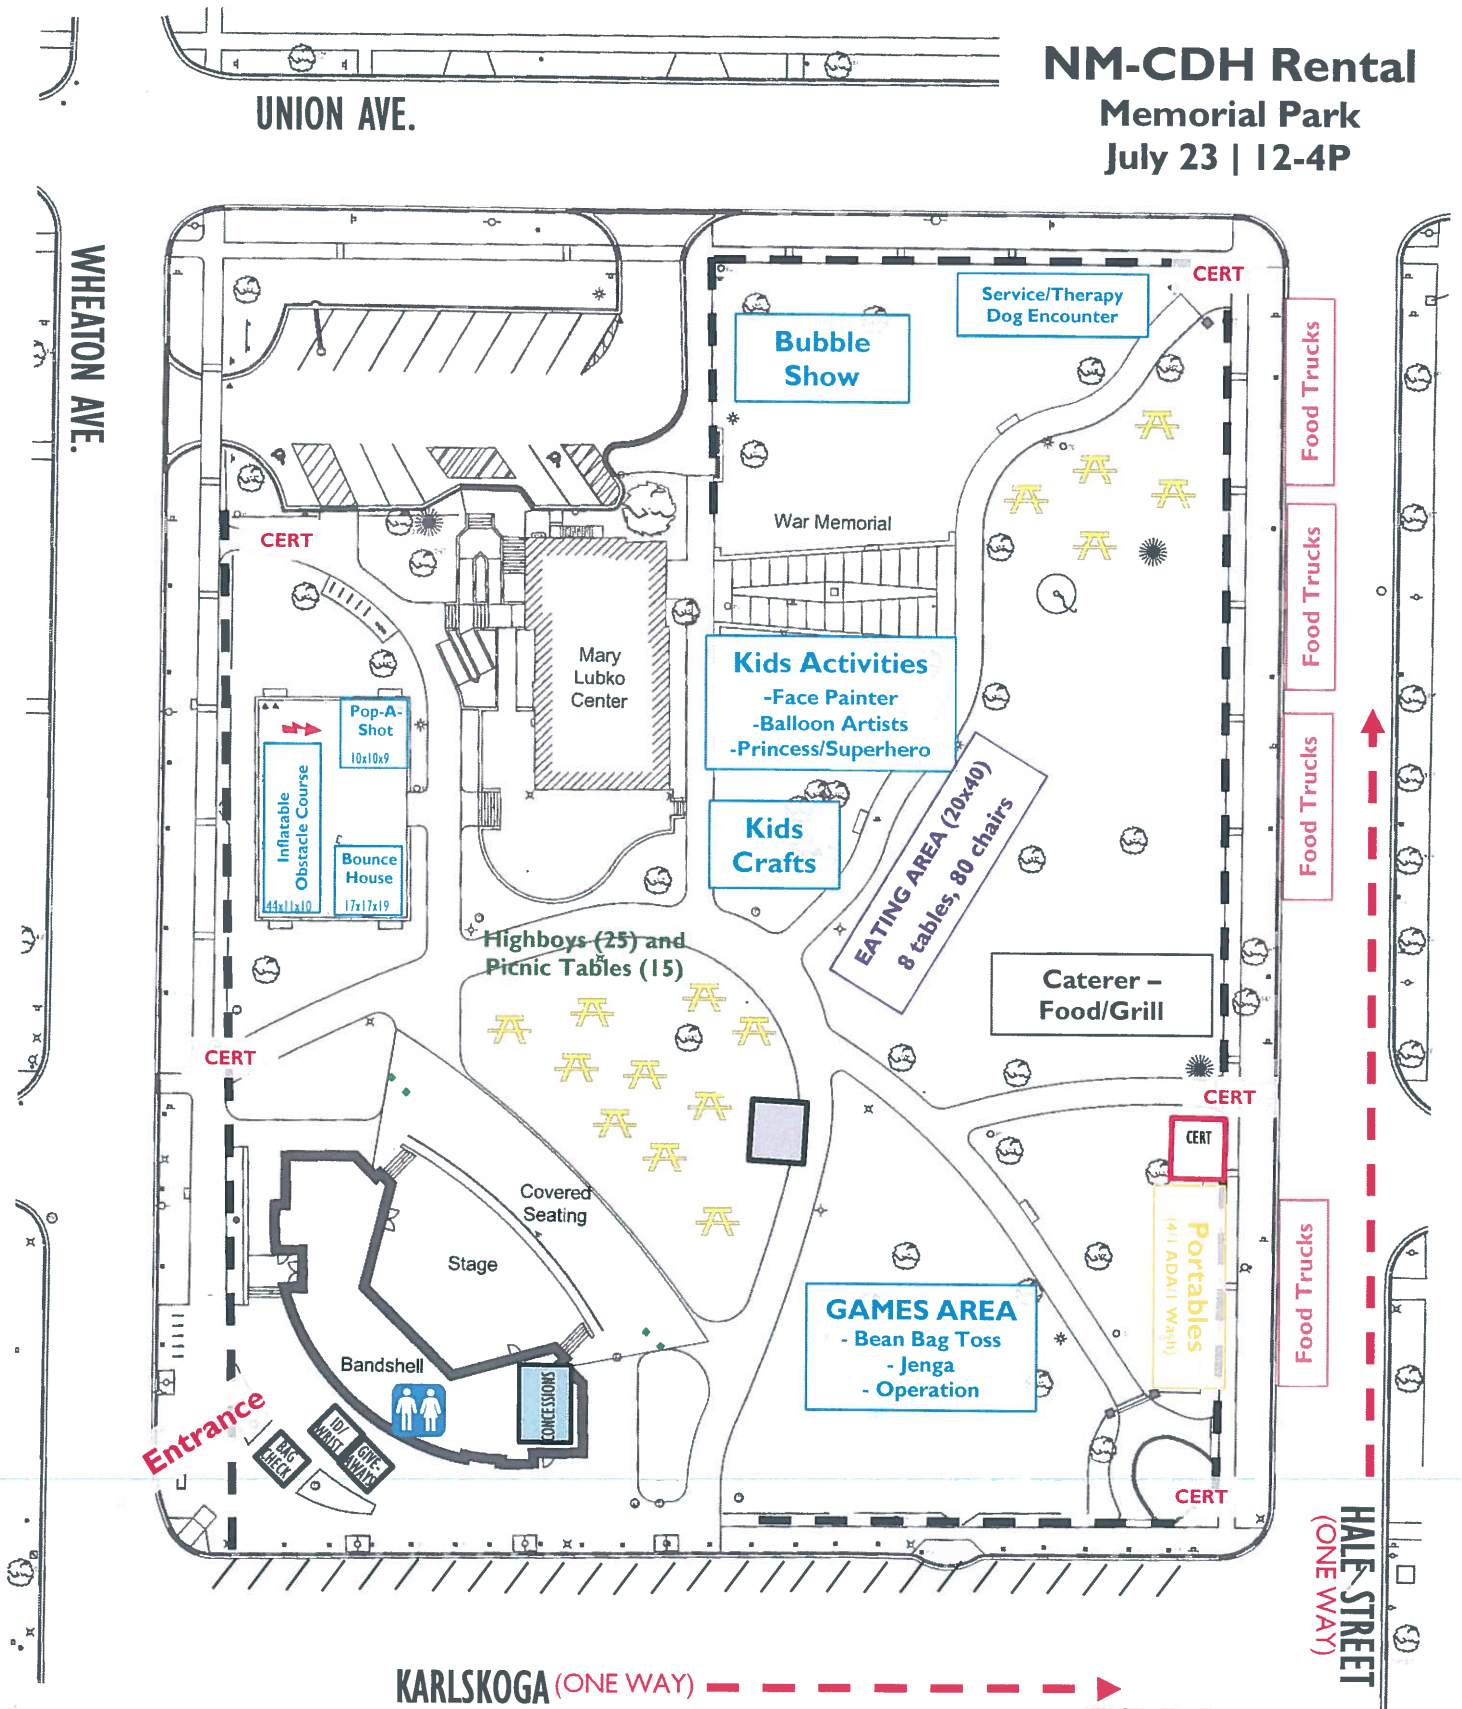 NM-CDH Rental
Memorial Park
July 23 | 12-4P
UNION AVE.
WHEATON AVE.
CERT
Service/Therapy
Dog Encounter
Bubble
Show
Food Trucks
War Memorial
CERT
Food Trucks
Mary
Lubko
Center
Kids Activities
-Face Painter
-Balloon Artists
-Princess/Superhero
Pop-A-
Shot
10x10x9
Inflatable
Obstacle Course
44x11x10
Bounce
House
17x17x19
Food Trucks
Kids
Crafts
EATING AREA (20x40)
8 tables, 80 chairs
Highboys (25) and
Picnic Tables (15)
Caterer –
Food/Grill
CERT
CERT
CERT
Covered
Seating
Stage
Portables
(4/1 ADA/1 Wash)
Food Trucks
GAMES AREA
- Bean Bag Toss
- Jenga
- Operation
Bandshell
CONCESSIONS
Entrance
BAG
CHECK
ID/
WRIST
GIVE-
AWAYS
CERT
HALE STREET
(ONE WAY)
KARLSKOGA (ONE WAY)